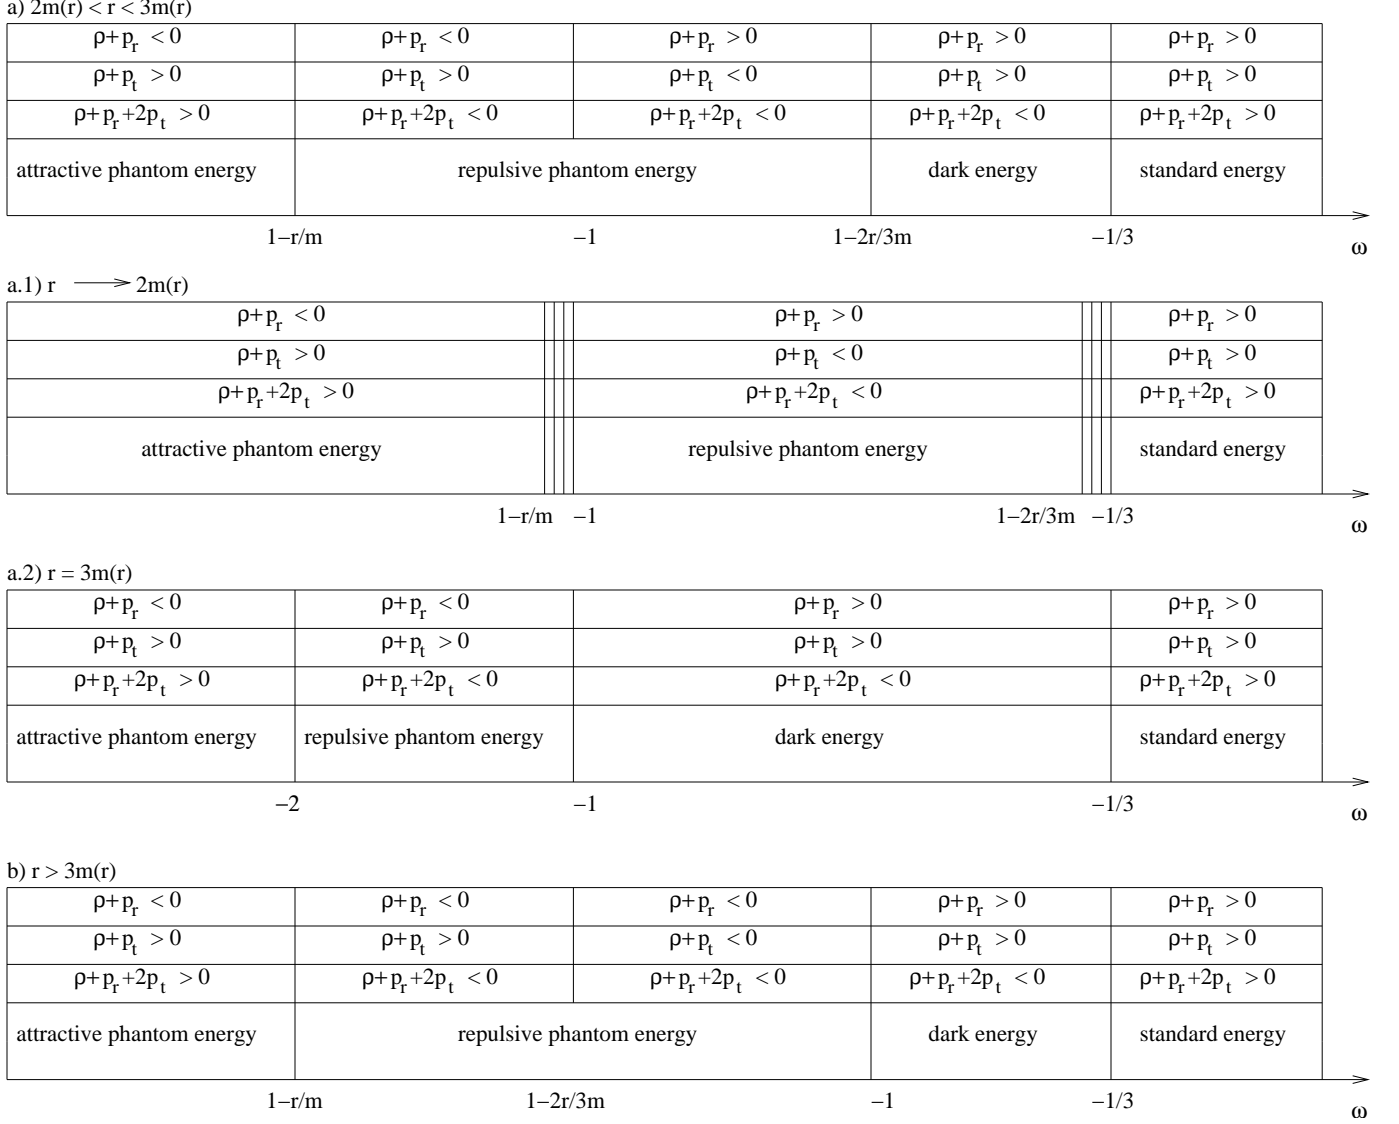 a) 2m(r) < r < 3m(r)
ρ+p_r < 0 ρ+p_r < 0 ρ+p_r > 0 ρ+p_r > 0 ρ+p_r > 0
ρ+p_t > 0 ρ+p_t > 0 ρ+p_t < 0 ρ+p_t > 0 ρ+p_t > 0
ρ+p_r+2p_t > 0 ρ+p_r+2p_t < 0 ρ+p_r+2p_t < 0 ρ+p_r+2p_t < 0 ρ+p_r+2p_t > 0
attractive phantom energy repulsive phantom energy dark energy standard energy
1−r/m −1 1−2r/3m −1/3 ω
a.1) r ⟶ 2m(r)
ρ+p_r < 0 ρ+p_r > 0 ρ+p_r > 0
ρ+p_t > 0 ρ+p_t < 0 ρ+p_t > 0
ρ+p_r+2p_t > 0 ρ+p_r+2p_t < 0 ρ+p_r+2p_t > 0
attractive phantom energy repulsive phantom energy standard energy
1−r/m −1 1−2r/3m −1/3 ω
a.2) r = 3m(r)
ρ+p_r < 0 ρ+p_r < 0 ρ+p_r > 0 ρ+p_r > 0
ρ+p_t > 0 ρ+p_t > 0 ρ+p_t > 0 ρ+p_t > 0
ρ+p_r+2p_t > 0 ρ+p_r+2p_t < 0 ρ+p_r+2p_t < 0 ρ+p_r+2p_t > 0
attractive phantom energy repulsive phantom energy dark energy standard energy
−2 −1 −1/3 ω
b) r > 3m(r)
ρ+p_r < 0 ρ+p_r < 0 ρ+p_r < 0 ρ+p_r > 0 ρ+p_r > 0
ρ+p_t > 0 ρ+p_t > 0 ρ+p_t < 0 ρ+p_t > 0 ρ+p_t > 0
ρ+p_r+2p_t > 0 ρ+p_r+2p_t < 0 ρ+p_r+2p_t < 0 ρ+p_r+2p_t < 0 ρ+p_r+2p_t > 0
attractive phantom energy repulsive phantom energy dark energy standard energy
1−r/m 1−2r/3m −1 −1/3 ω